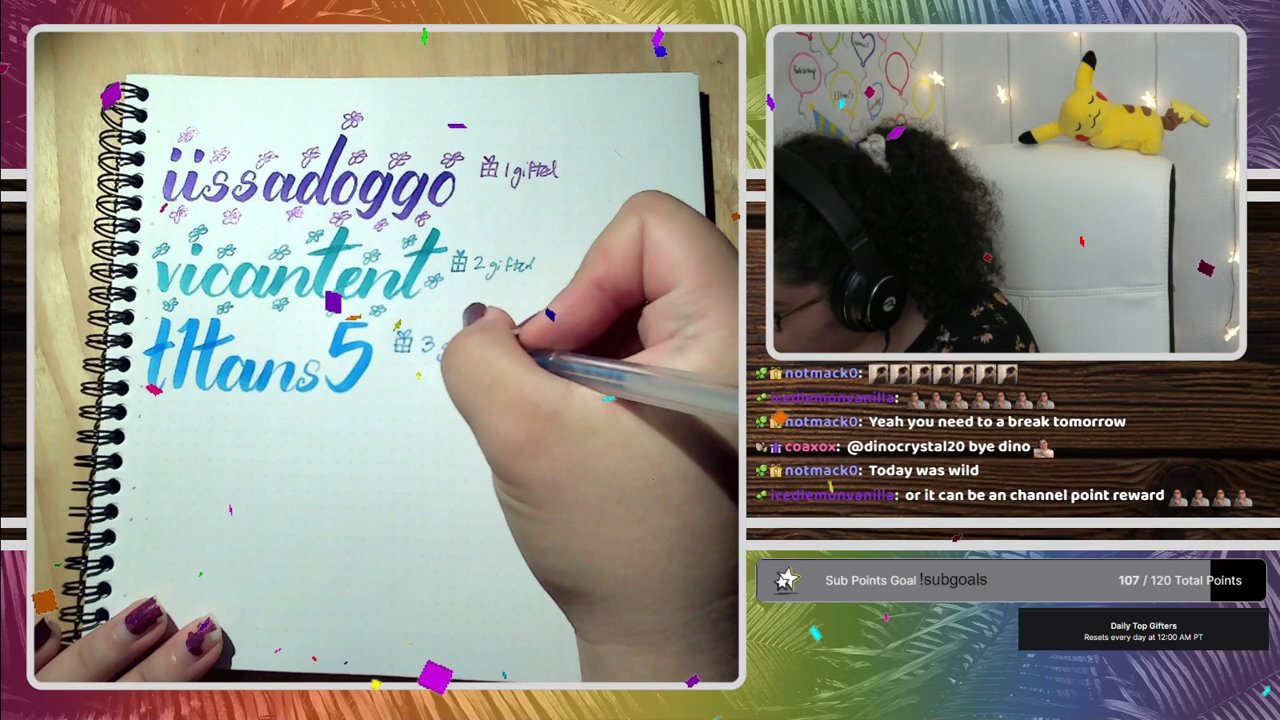 iissadoggo 1 gifted
vicantent 2 gifted
t1tans5 3
notmack0:
icedlemonvanilla:
notmack0: Yeah you need to a break tomorrow
coaxox: @dinocrystal20 bye dino
notmack0: Today was wild
icedlemonvanilla: or it can be an channel point reward
Sub Points Goal !subgoals 107 / 120 Total Points
Daily Top Gifters
Resets every day at 12:00 AM PT